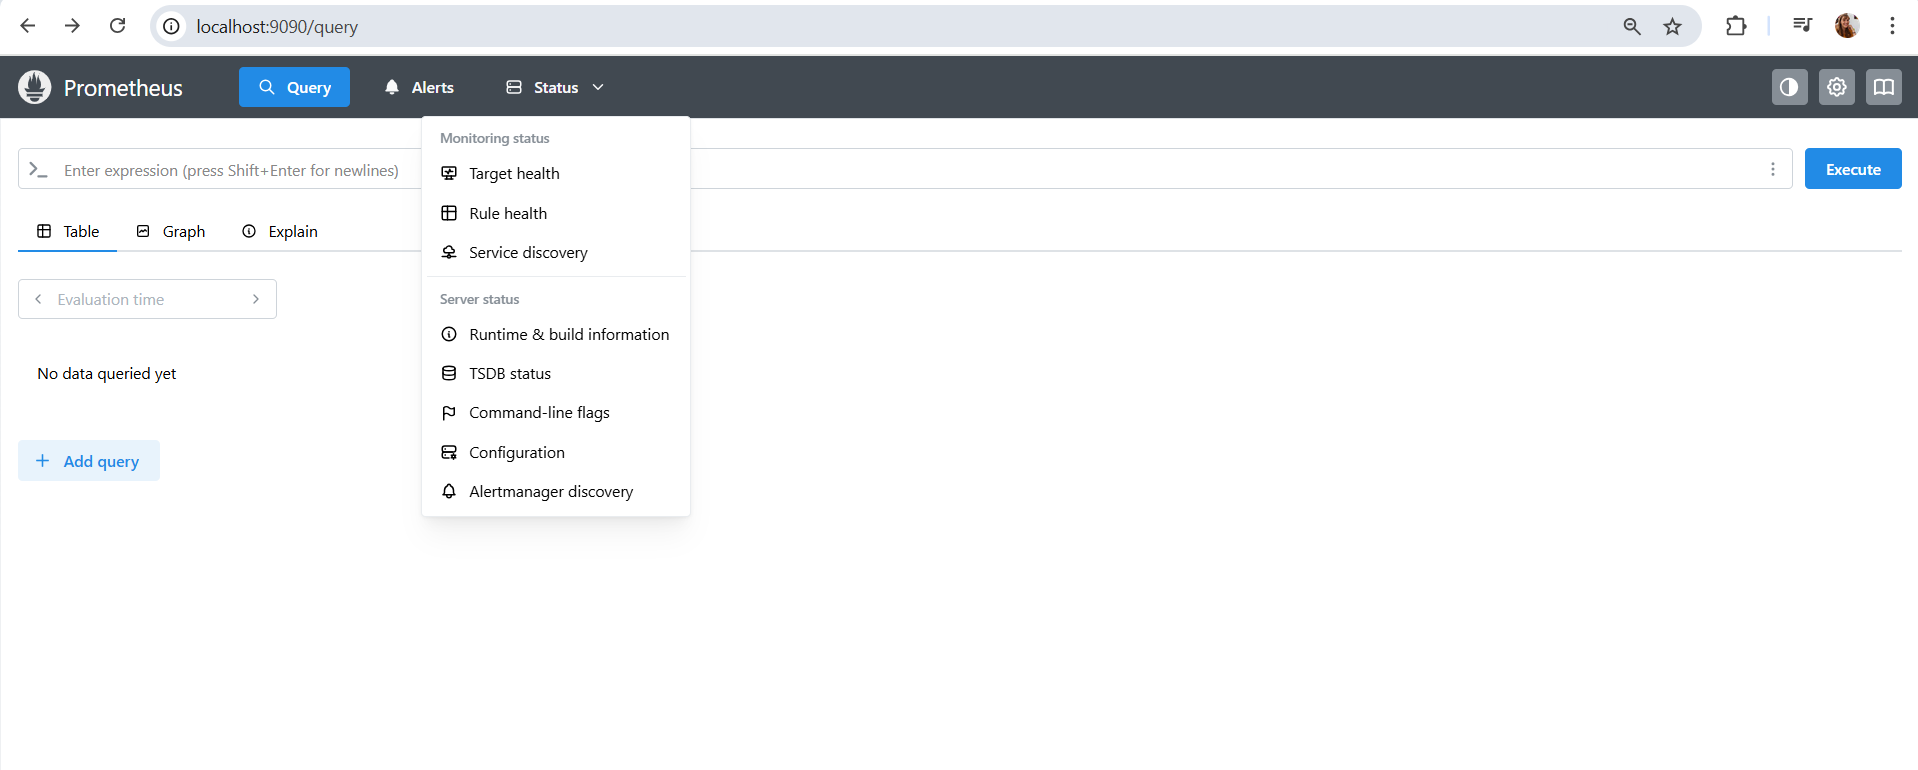 localhost:9090/query
Prometheus
Query
Alerts
Status
Enter expression (press Shift+Enter for newlines)
Execute
Table
Graph
Explain
Evaluation time
No data queried yet
Add query
Monitoring status
Target health
Rule health
Service discovery
Server status
Runtime & build information
TSDB status
Command-line flags
Configuration
Alertmanager discovery